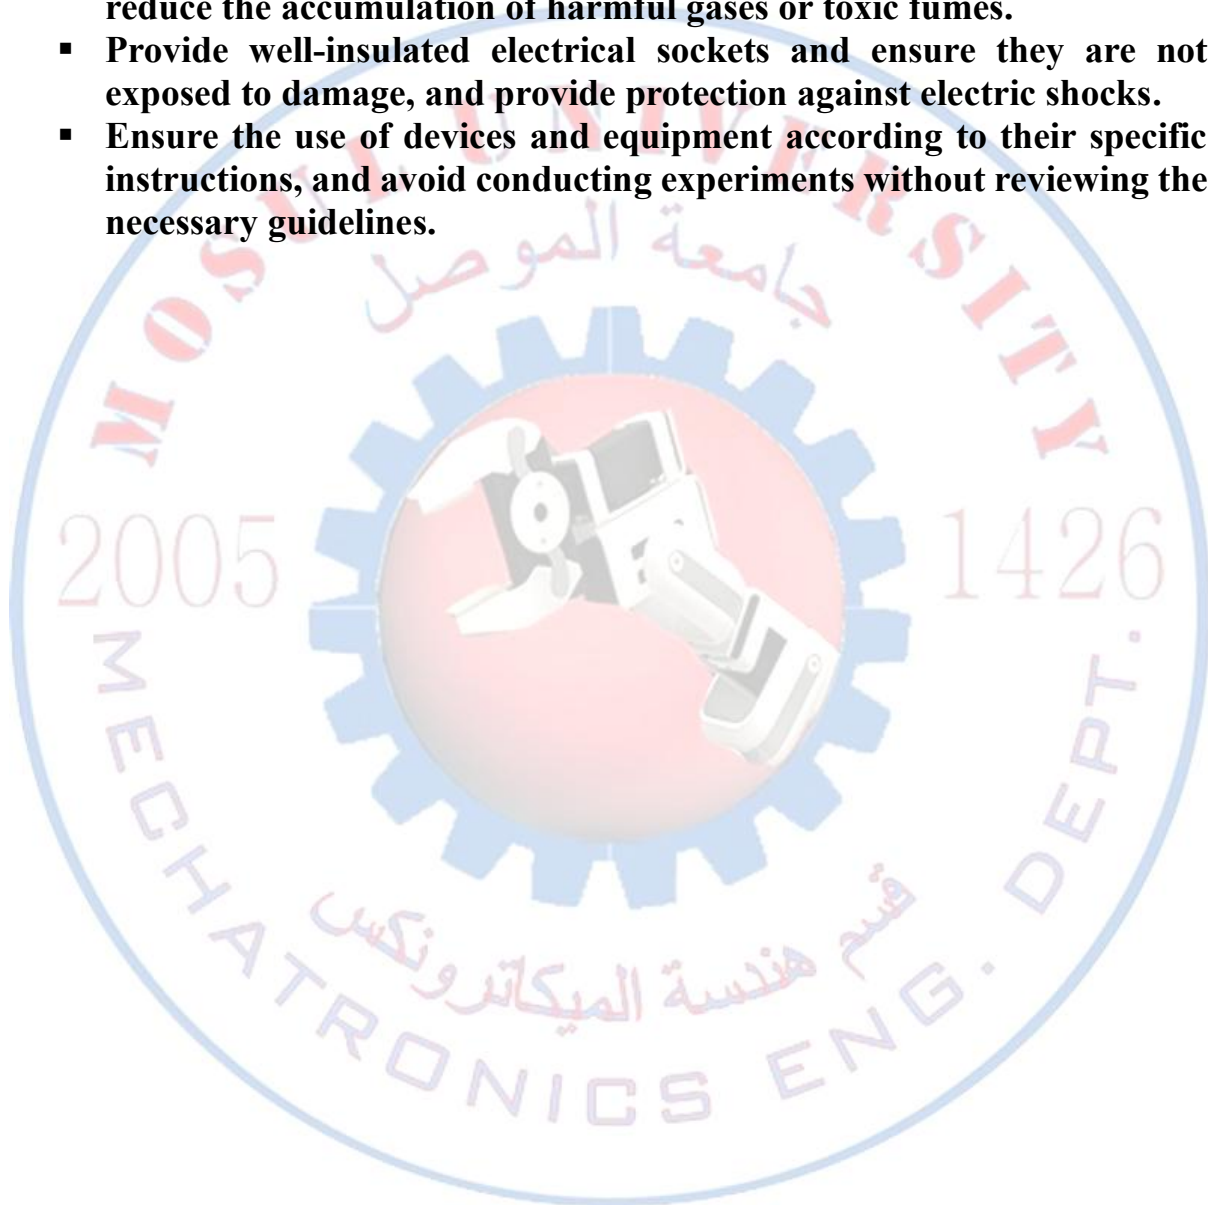 reduce the accumulation of harmful gases or toxic fumes.
▪ Provide well-insulated electrical sockets and ensure they are not
exposed to damage, and provide protection against electric shocks.
▪ Ensure the use of devices and equipment according to their specific
instructions, and avoid conducting experiments without reviewing the
necessary guidelines.
MOSUL UNIVERSITY
جامعة الموصل
2005
1426
قسم هندسة الميكاترونكس
MECHATRONICS ENG. DEPT.